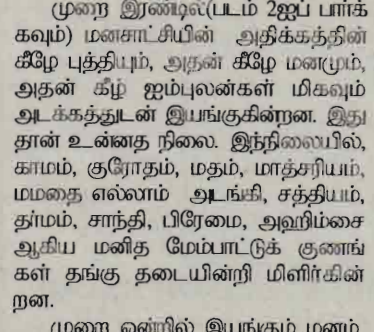 முறை இரண்டில்(படம் 2ஐப் பார்க்
கவும்) மனசாட்சியின் அதிக்கத்தின்
கீழே புத்தியும், அதன் கீழே மனமும்,
அதன் கீழ் ஐம்புலன்கள் மிகவும்
அடக்கத்துடன் இயங்குகின்றன. இது
தான் உன்னத நிலை. இந்நிலையில்,
காமம், குரோதம், மதம், மாத்சரியம்,
மமதை எல்லாம் அடங்கி, சத்தியம்,
தர்மம், சாந்தி, பிரேமை, அஹிம்சை
ஆகிய மனித மேம்பாட்டுக் குணங்
கள் தங்கு தடையின்றி மிளிர்கின்
றன.
முறை ஒன்றில் இயங்கும் மனம்